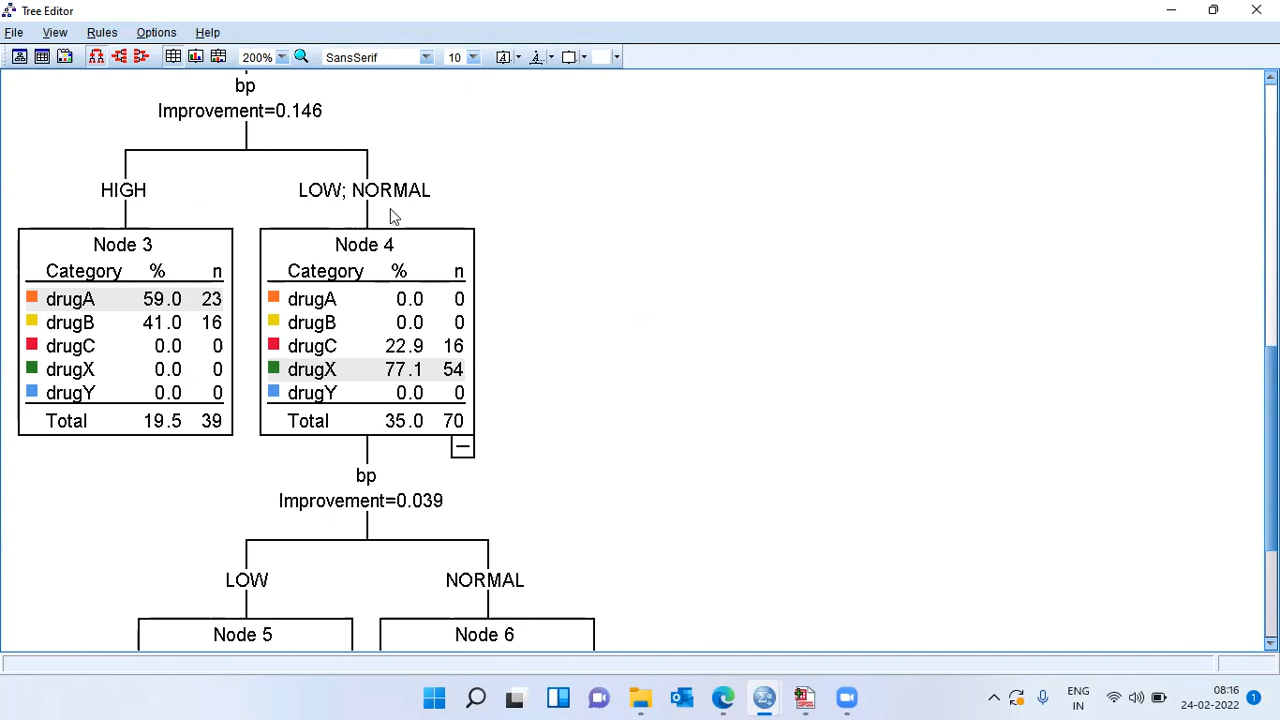 Tree Editor
File View Rules Options Help
200% SansSerif 10
bp
Improvement=0.146
HIGH LOW; NORMAL
Node 3
Category % n
drugA 59.0 23
drugB 41.0 16
drugC 0.0 0
drugX 0.0 0
drugY 0.0 0
Total 19.5 39
Node 4
Category % n
drugA 0.0 0
drugB 0.0 0
drugC 22.9 16
drugX 77.1 54
drugY 0.0 0
Total 35.0 70
bp
Improvement=0.039
LOW NORMAL
Node 5 Node 6
ENG 08:16
IN 24-02-2022 1